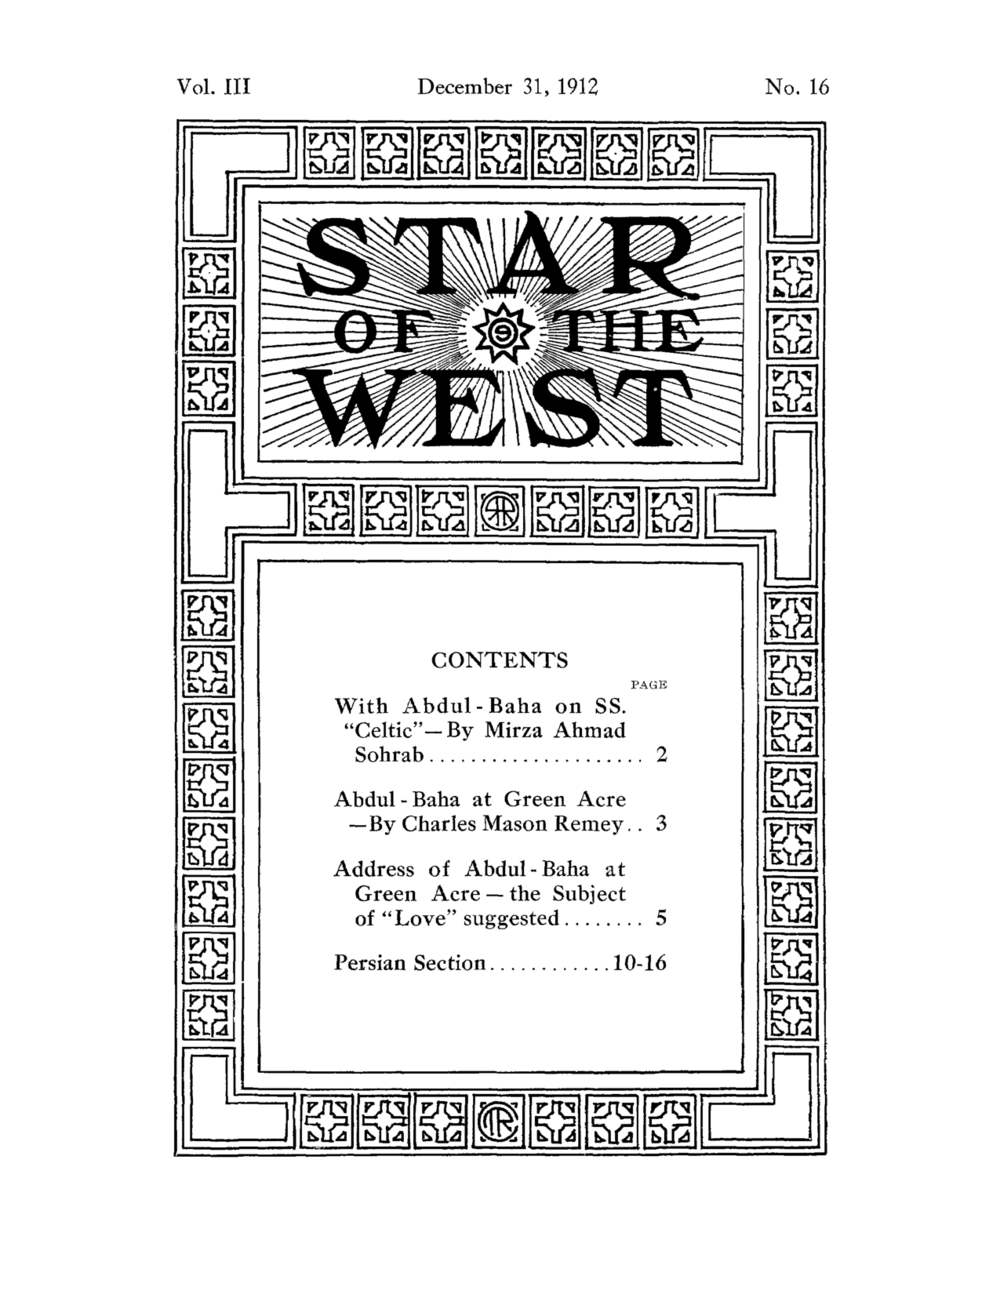 Vol. III December 31, 1912 No. 16
STAR
OF 9 THE
WEST
CONTENTS
PAGE
With Abdul-Baha on SS.
“Celtic”—By Mirza Ahmad
Sohrab..................... 2
Abdul-Baha at Green Acre
—By Charles Mason Remey.. 3
Address of Abdul-Baha at
Green Acre — the Subject
of “Love” suggested........ 5
Persian Section............10-16